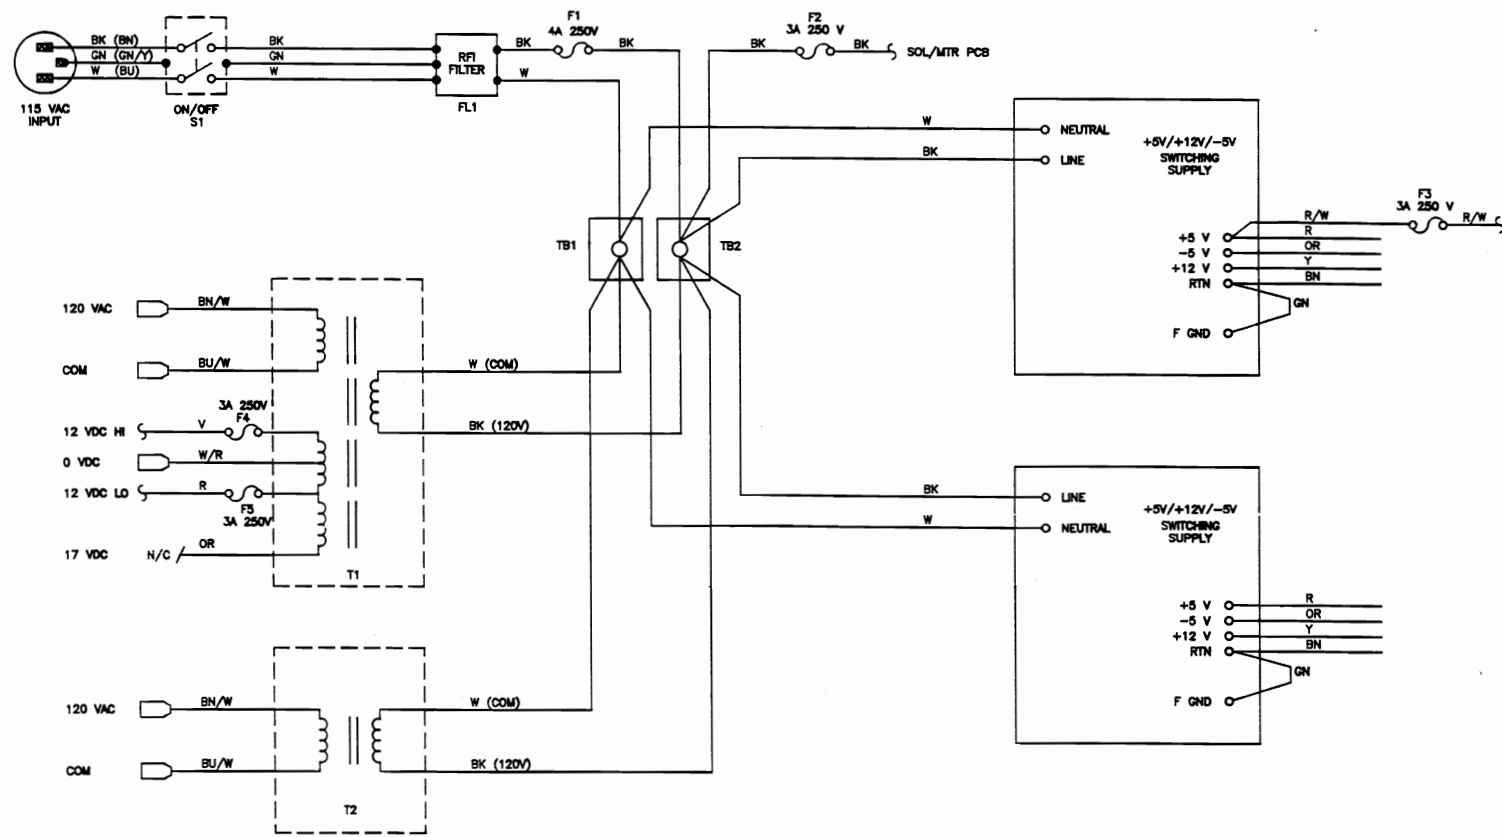 BK (BN)
GN (GN/Y)
W (BU)
115 VAC
INPUT
ON/OFF
S1
BK
GN
W
RFI
FILTER
FL1
BK
W
F1
4A 250V
BK
F2
3A 250 V
BK
BK
SOL/MTR PCB
W
NEUTRAL
BK
LINE
+5V/+12V/-5V
SWITCHING
SUPPLY
F3
3A 250 V
R/W
R/W
+5 V
R
-5 V
OR
+12 V
Y
RTN
BN
GN
F GND
TB1
TB2
120 VAC
BN/W
COM
BU/W
W (COM)
3A 250V
F4
12 VDC HI
V
BK (120V)
0 VDC
W/R
12 VDC LO
R
F5
3A 250V
17 VDC
N/C
OR
T1
BK
LINE
W
NEUTRAL
+5V/+12V/-5V
SWITCHING
SUPPLY
+5 V
R
-5 V
OR
+12 V
Y
RTN
BN
GN
F GND
120 VAC
BN/W
W (COM)
COM
BU/W
BK (120V)
T2